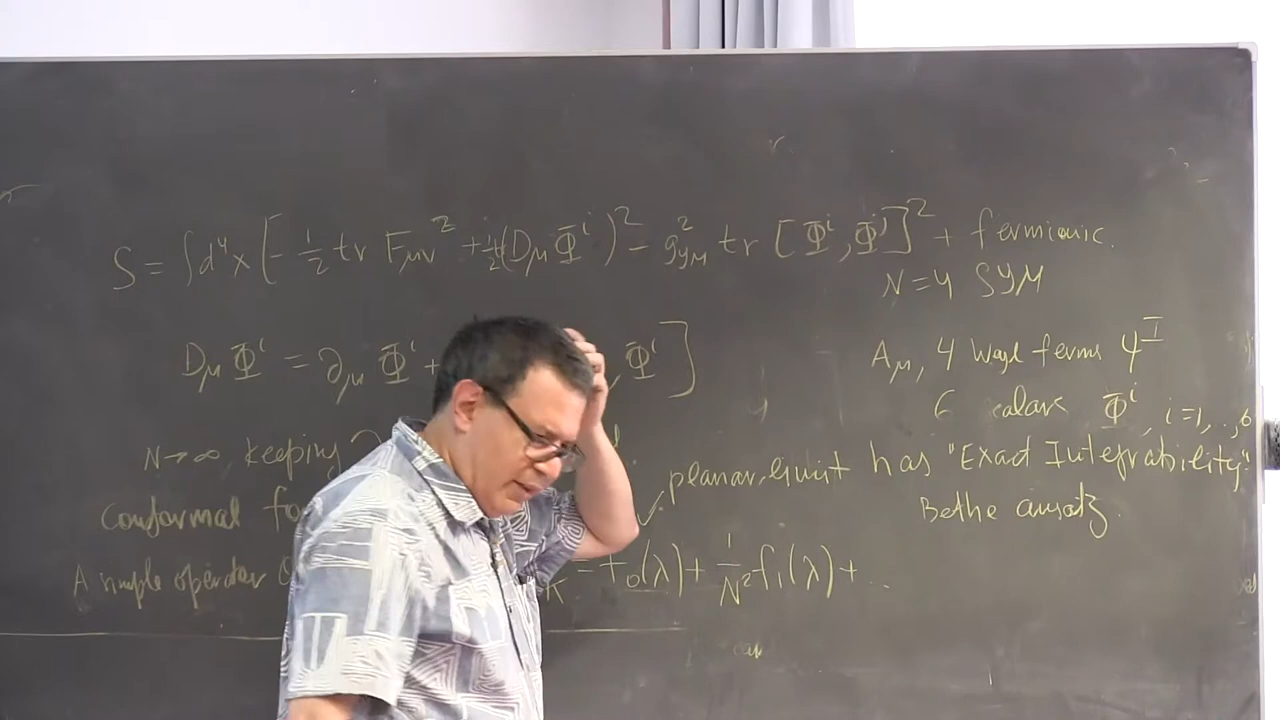 S = ∫d⁴x [ - 1/2 tr F_μν² + 1/2 (D_μ Φ^i)² - g²_YM tr [Φ^i, Φ^j]² + fermionic.
N=4 SYM
D_μ Φ^i = ∂_μ Φ^i + , Φ^i ]
A_μ, 4 Weyl ferms ψ^I
6 scalars Φ^i, i=1,..,6
N→∞, keeping
planar limit has "Exact Integrability".
conformal for
Bethe ansatz.
A simple operator
K = f₀(λ) + 1/N² f₁(λ) + ..